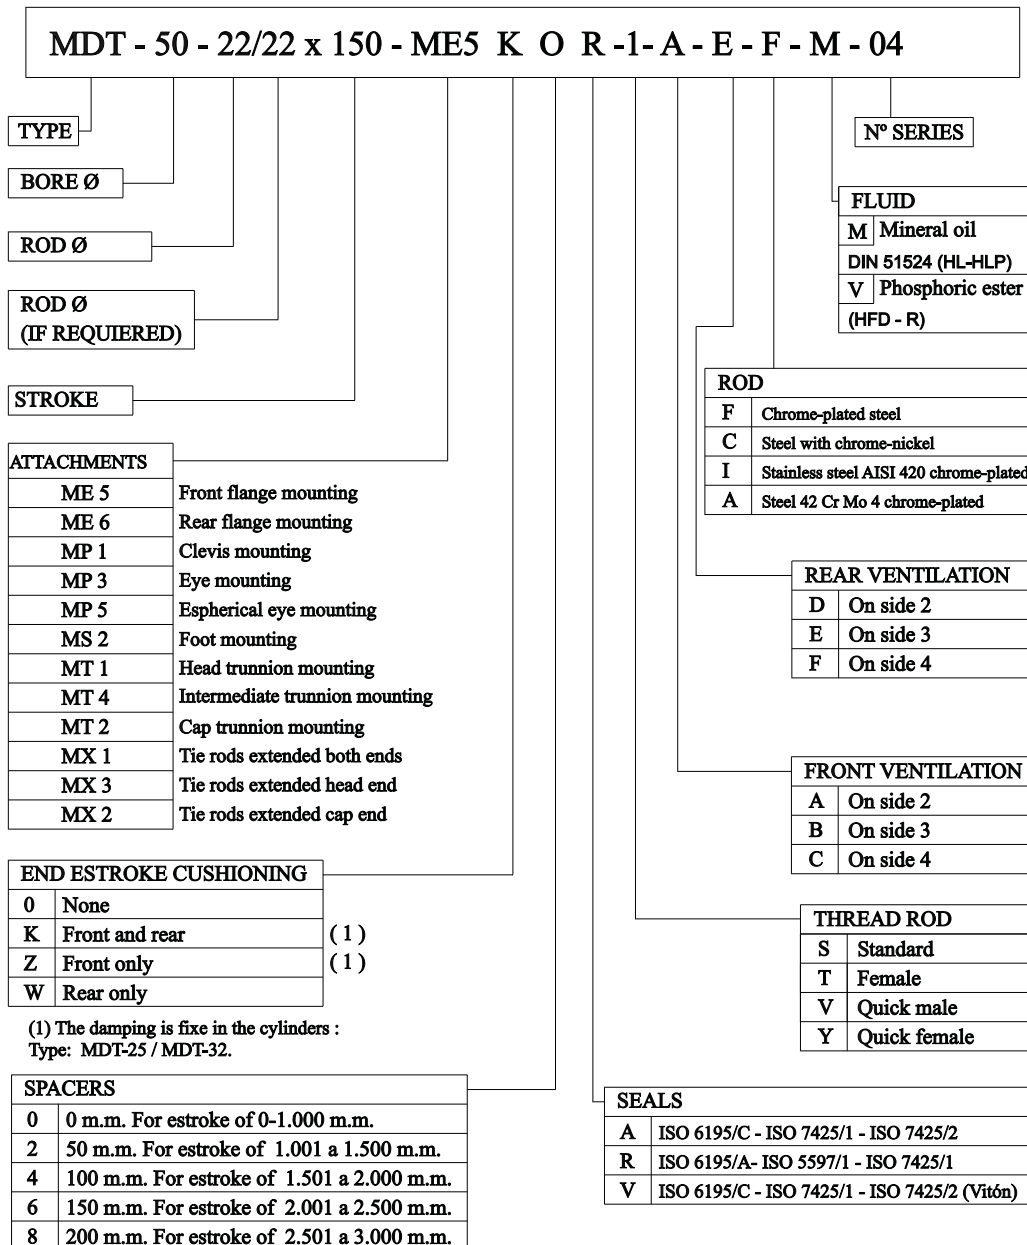 MDT - 50 - 22/22 x 150 - ME5 K O R -1- A - E - F - M - 04
TYPE
BORE Ø
ROD Ø
ROD Ø
(IF REQUIERED)
STROKE
ATTACHMENTS
ME 5 Front flange mounting
ME 6 Rear flange mounting
MP 1 Clevis mounting
MP 3 Eye mounting
MP 5 Espherical eye mounting
MS 2 Foot mounting
MT 1 Head trunnion mounting
MT 4 Intermediate trunnion mounting
MT 2 Cap trunnion mounting
MX 1 Tie rods extended both ends
MX 3 Tie rods extended head end
MX 2 Tie rods extended cap end
END ESTROKE CUSHIONING
0 None
K Front and rear ( 1 )
Z Front only ( 1 )
W Rear only
(1) The damping is fixe in the cylinders :
Type: MDT-25 / MDT-32.
SPACERS
0 0 m.m. For estroke of 0-1.000 m.m.
2 50 m.m. For estroke of 1.001 a 1.500 m.m.
4 100 m.m. For estroke of 1.501 a 2.000 m.m.
6 150 m.m. For estroke of 2.001 a 2.500 m.m.
8 200 m.m. For estroke of 2.501 a 3.000 m.m.
Nº SERIES
FLUID
M Mineral oil
DIN 51524 (HL-HLP)
V Phosphoric ester
(HFD - R)
ROD
F Chrome-plated steel
C Steel with chrome-nickel
I Stainless steel AISI 420 chrome-plated
A Steel 42 Cr Mo 4 chrome-plated
REAR VENTILATION
D On side 2
E On side 3
F On side 4
FRONT VENTILATION
A On side 2
B On side 3
C On side 4
THREAD ROD
S Standard
T Female
V Quick male
Y Quick female
SEALS
A ISO 6195/C - ISO 7425/1 - ISO 7425/2
R ISO 6195/A- ISO 5597/1 - ISO 7425/1
V ISO 6195/C - ISO 7425/1 - ISO 7425/2 (Vitón)